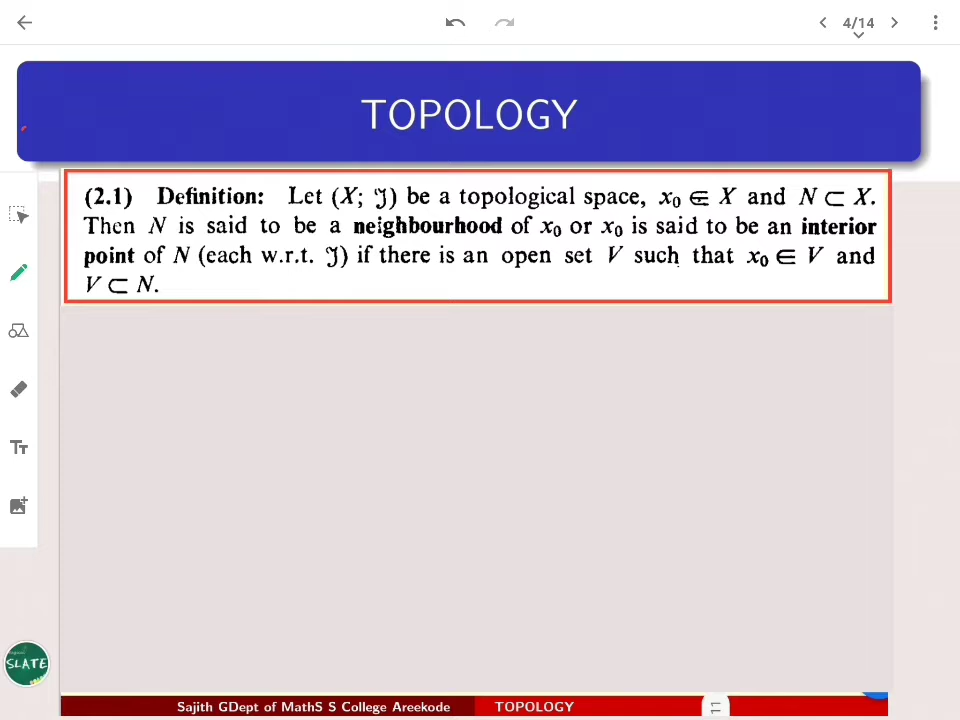 4/14
TOPOLOGY
(2.1) Definition: Let (X; ℑ) be a topological space, x₀ ∈ X and N ⊂ X.
Then N is said to be a neighbourhood of x₀ or x₀ is said to be an interior
point of N (each w.r.t. ℑ) if there is an open set V such that x₀ ∈ V and
V ⊂ N.
Tт
SLATE
Sajith GDept of MathS S College Areekode TOPOLOGY 11